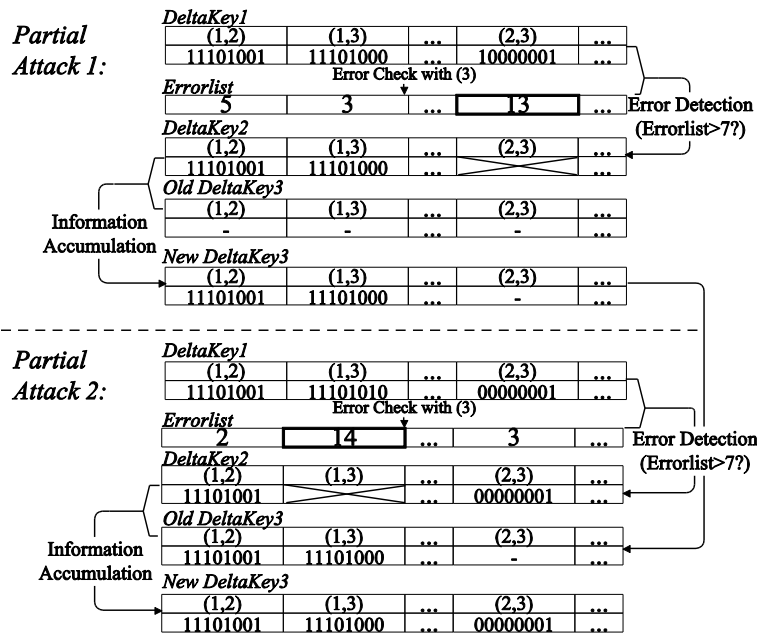 Partial Attack 1:
DeltaKey1
(1,2) (1,3) ... (2,3) ...
11101001 11101000 ... 10000001 ...
Error Check with (3)
Errorlist
5 3 ... 13 ...
Error Detection
(Errorlist>7?)
DeltaKey2
(1,2) (1,3) ... (2,3) ...
11101001 11101000 ... ...
Old DeltaKey3
(1,2) (1,3) ... (2,3) ...
- - ... - ...
Information
Accumulation
New DeltaKey3
(1,2) (1,3) ... (2,3) ...
11101001 11101000 ... - ...
Partial Attack 2:
DeltaKey1
(1,2) (1,3) ... (2,3) ...
11101001 11101010 ... 00000001 ...
Error Check with (3)
Errorlist
2 14 ... 3 ...
Error Detection
(Errorlist>7?)
DeltaKey2
(1,2) (1,3) ... (2,3) ...
11101001 ... 00000001 ...
Old DeltaKey3
(1,2) (1,3) ... (2,3) ...
11101001 11101000 ... - ...
Information
Accumulation
New DeltaKey3
(1,2) (1,3) ... (2,3) ...
11101001 11101000 ... 00000001 ...